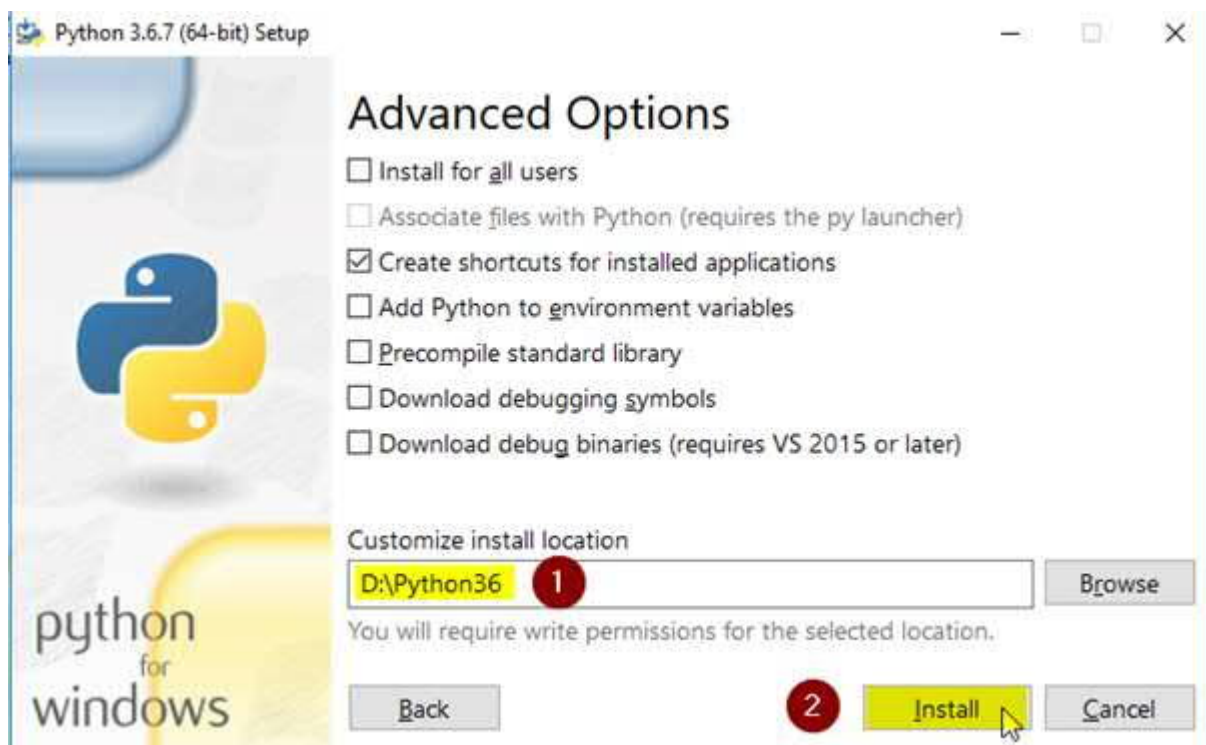 Python 3.6.7 (64-bit) Setup
Advanced Options
Install for all users
Associate files with Python (requires the py launcher)
Create shortcuts for installed applications
Add Python to environment variables
Precompile standard library
Download debugging symbols
Download debug binaries (requires VS 2015 or later)
Customize install location
D:\Python36 1 Browse
You will require write permissions for the selected location.
python
for
windows
Back 2 Install Cancel